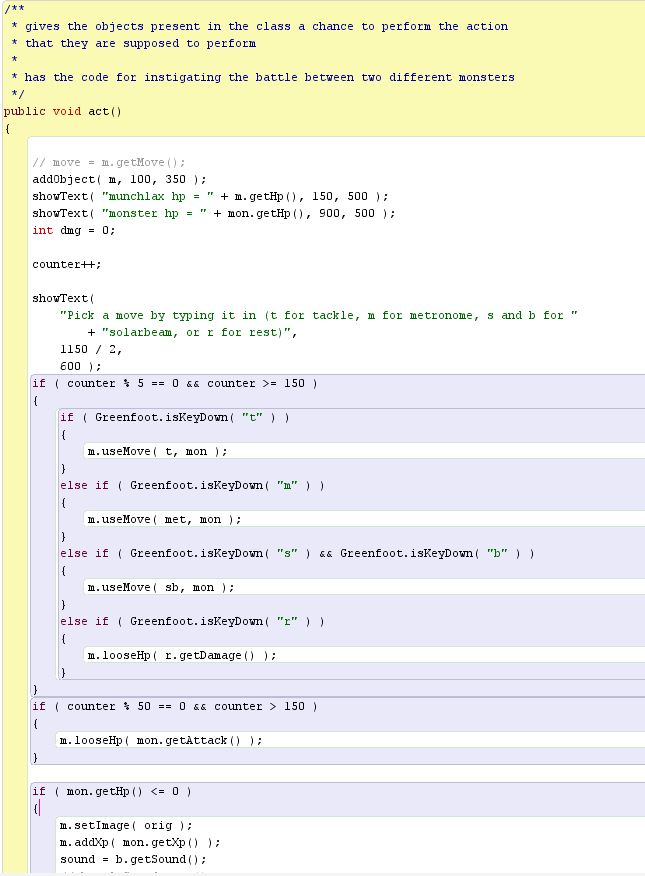 /**
 * gives the objects present in the class a chance to perform the action
 * that they are supposed to perform
 *
 * has the code for instigating the battle between two different monsters
 */
public void act()
{
    // move = m.getMove();
    addObject( m, 100, 350 );
    showText( "munchlax hp = " + m.getHp(), 150, 500 );
    showText( "monster hp = " + mon.getHp(), 900, 500 );
    int dmg = 0;

    counter++;

    showText(
        "Pick a move by typing it in (t for tackle, m for metronome, s and b for "
            + "solarbeam, or r for rest)",
        1150 / 2,
        600 );
    if ( counter % 5 == 0 && counter >= 150 )
    {
        if ( Greenfoot.isKeyDown( "t" ) )
        {
            m.useMove( t, mon );
        }
        else if ( Greenfoot.isKeyDown( "m" ) )
        {
            m.useMove( met, mon );
        }
        else if ( Greenfoot.isKeyDown( "s" ) && Greenfoot.isKeyDown( "b" ) )
        {
            m.useMove( sb, mon );
        }
        else if ( Greenfoot.isKeyDown( "r" ) )
        {
            m.looseHp( r.getDamage() );
        }
    }
    if ( counter % 50 == 0 && counter > 150 )
    {
        m.looseHp( mon.getAttack() );
    }

    if ( mon.getHp() <= 0 )
    {
        m.setImage( orig );
        m.addXp( mon.getXp() );
        sound = b.getSound();